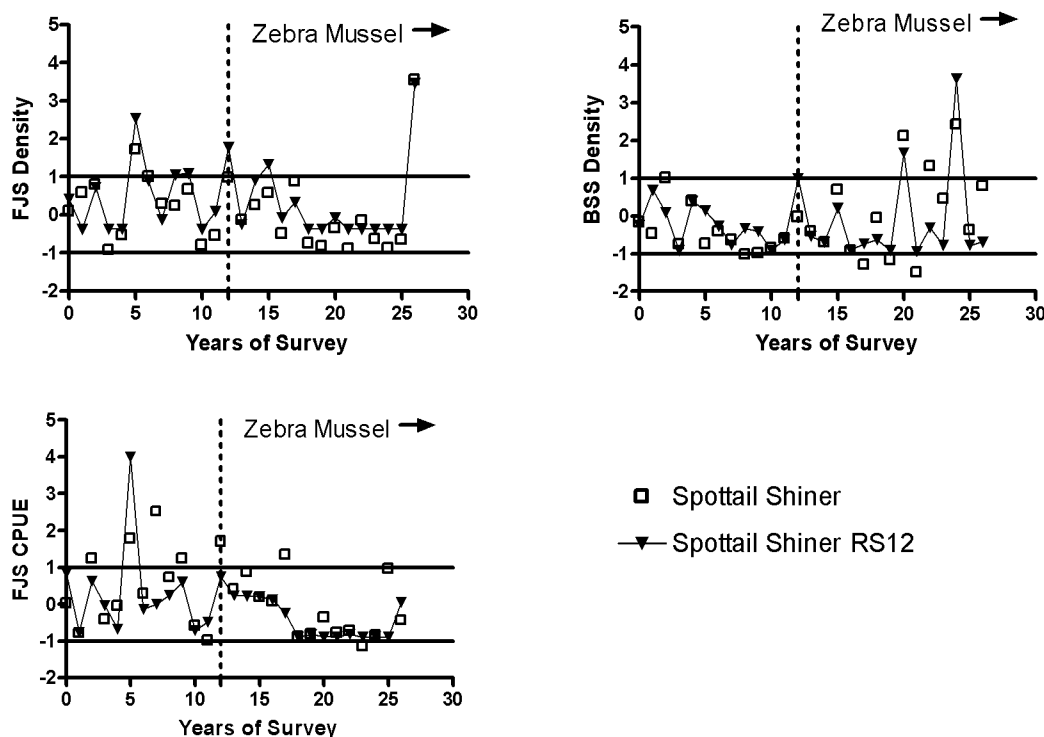 Zebra Mussel
FJS Density
5
4
3
2
1
0
-1
-2
0 5 10 15 20 25 30
Years of Survey
Zebra Mussel
BSS Density
5
4
3
2
1
0
-1
-2
0 5 10 15 20 25 30
Years of Survey
Zebra Mussel
FJS CPUE
5
4
3
2
1
0
-1
-2
0 5 10 15 20 25 30
Years of Survey
Spottail Shiner
Spottail Shiner RS12